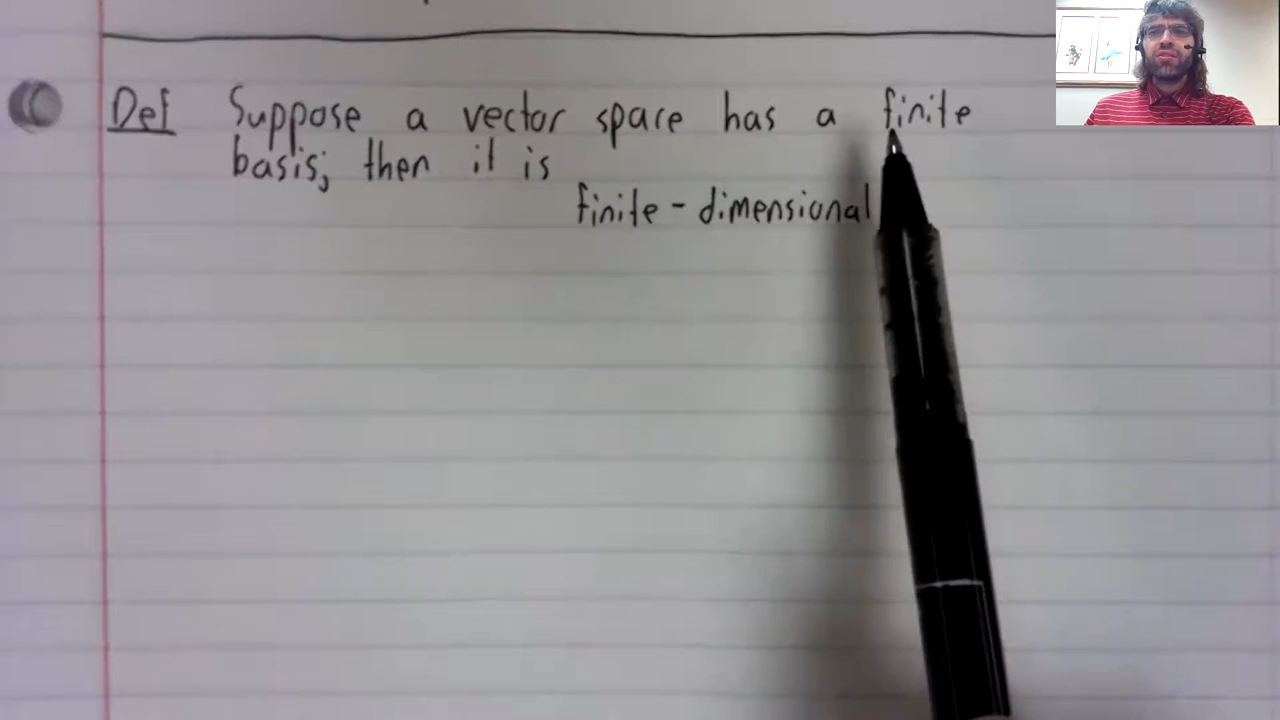 Def Suppose a vector space has a finite
basis; then it is
finite-dimensional